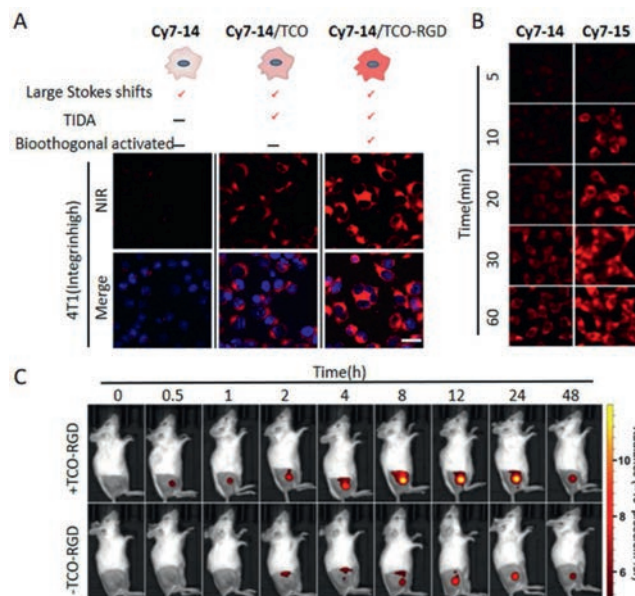 A
Cy7-14 Cy7-14/TCO Cy7-14/TCO-RGD
Large Stokes shifts
TIDA
Bioothogonal activated
4T1(Integrinhigh)
NIR
Merge
B
Cy7-14 Cy7-15
Time(min)
5
10
20
30
60
C
Time(h)
0 0.5 1 2 4 8 12 24 48
+TCO-RGD
-TCO-RGD
10
8
6